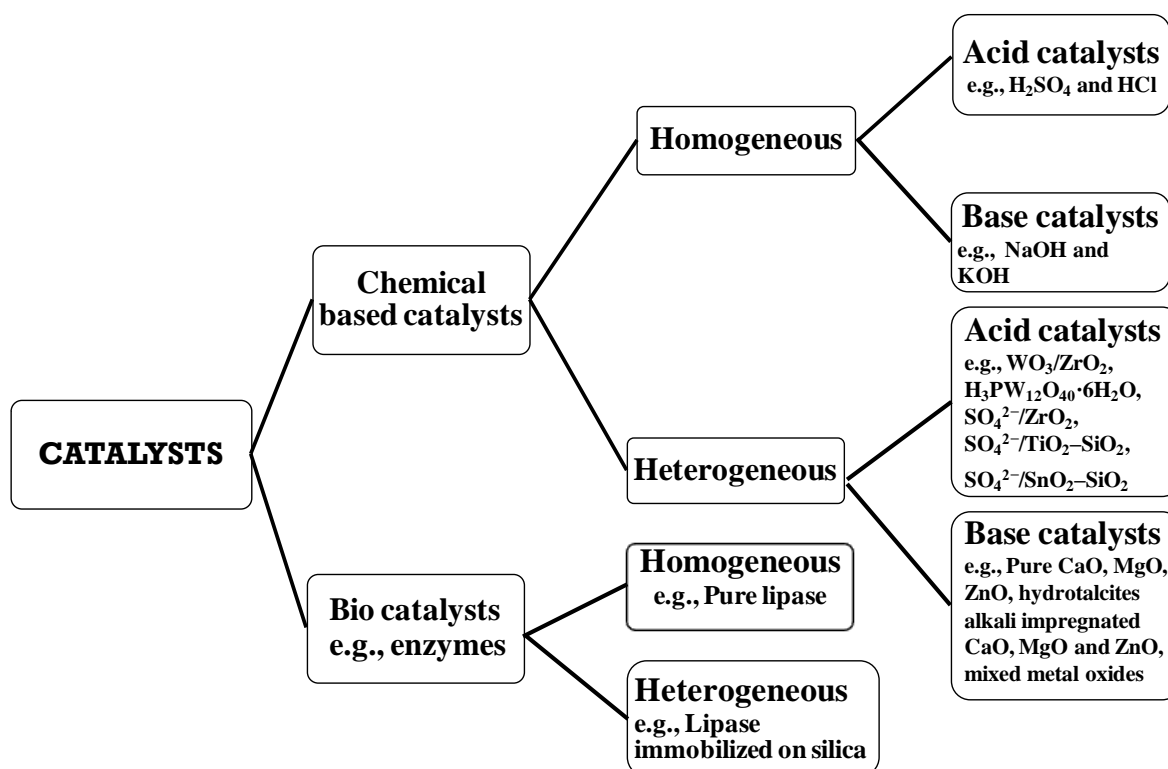 CATALYSTS
Chemical
based catalysts
Homogeneous
Acid catalysts
e.g., H₂SO₄ and HCl
Base catalysts
e.g., NaOH and
KOH
Heterogeneous
Acid catalysts
e.g., WO₃/ZrO₂,
H₃PW₁₂O₄₀·6H₂O,
SO₄²⁻/ZrO₂,
SO₄²⁻/TiO₂–SiO₂,
SO₄²⁻/SnO₂–SiO₂
Base catalysts
e.g., Pure CaO, MgO,
ZnO, hydrotalcites
alkali impregnated
CaO, MgO and ZnO,
mixed metal oxides
Bio catalysts
e.g., enzymes
Homogeneous
e.g., Pure lipase
Heterogeneous
e.g., Lipase
immobilized on silica